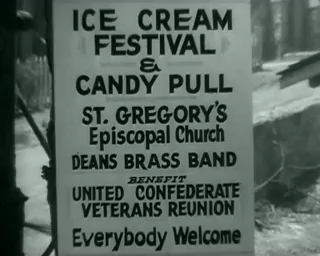 ICE CREAM
FESTIVAL
&
CANDY PULL
ST. GREGORY'S
Episcopal Church
DEANS BRASS BAND
BENEFIT
UNITED CONFEDERATE
VETERANS REUNION
Everybody Welcome